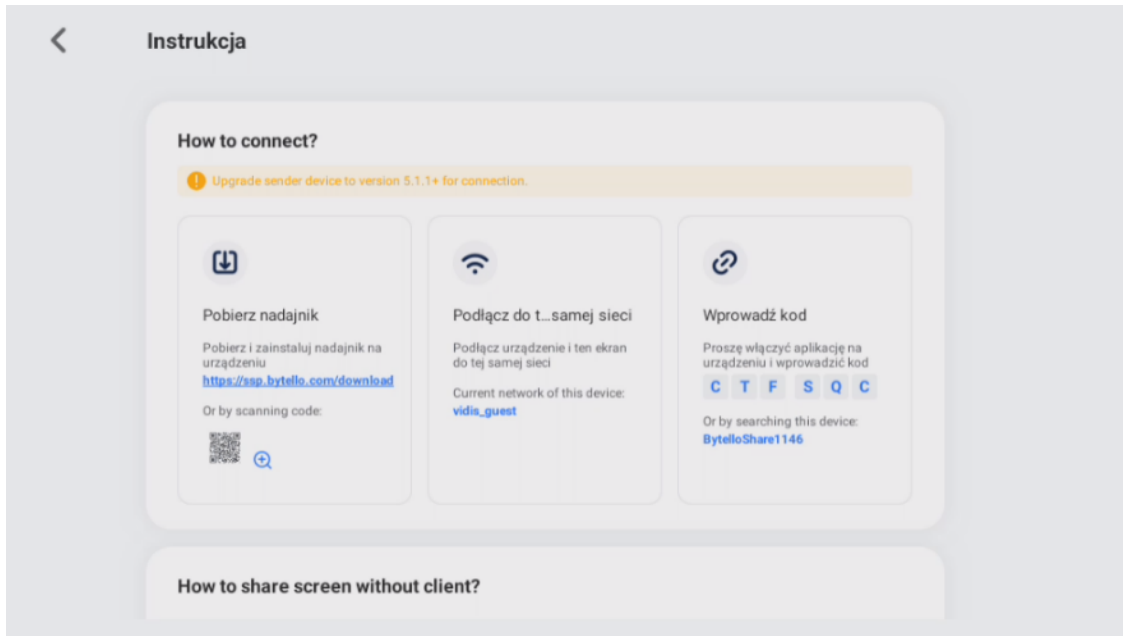 Instrukcja
How to connect?
Upgrade sender device to version 5.1.1+ for connection.
Pobierz nadajnik
Pobierz i zainstaluj nadajnik na
urządzeniu
https://ssp.bytello.com/download
Or by scanning code:
Podłącz do t...samej sieci
Podłącz urządzenie i ten ekran
do tej samej sieci
Current network of this device:
vidis_guest
Wprowadź kod
Proszę włączyć aplikację na
urządzeniu i wprowadzić kod
C T F S Q C
Or by searching this device:
BytelloShare1146
How to share screen without client?